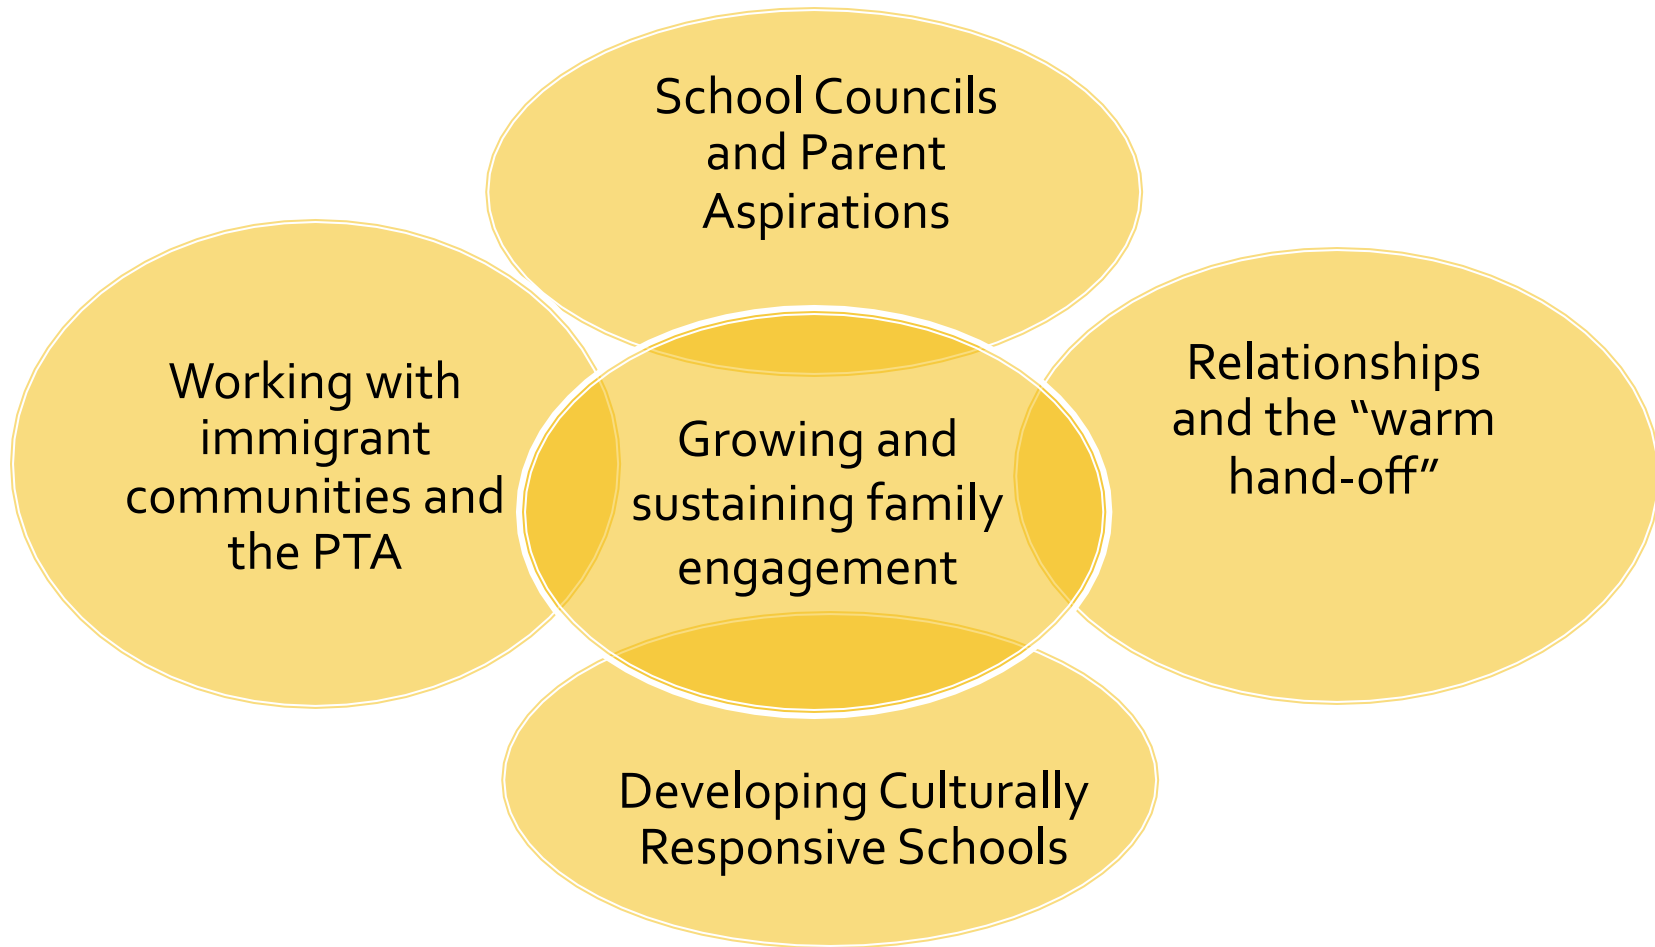 School Councils
and Parent
Aspirations
Working with
immigrant
communities and
the PTA
Growing and
sustaining family
engagement
Relationships
and the “warm
hand-off”
Developing Culturally
Responsive Schools